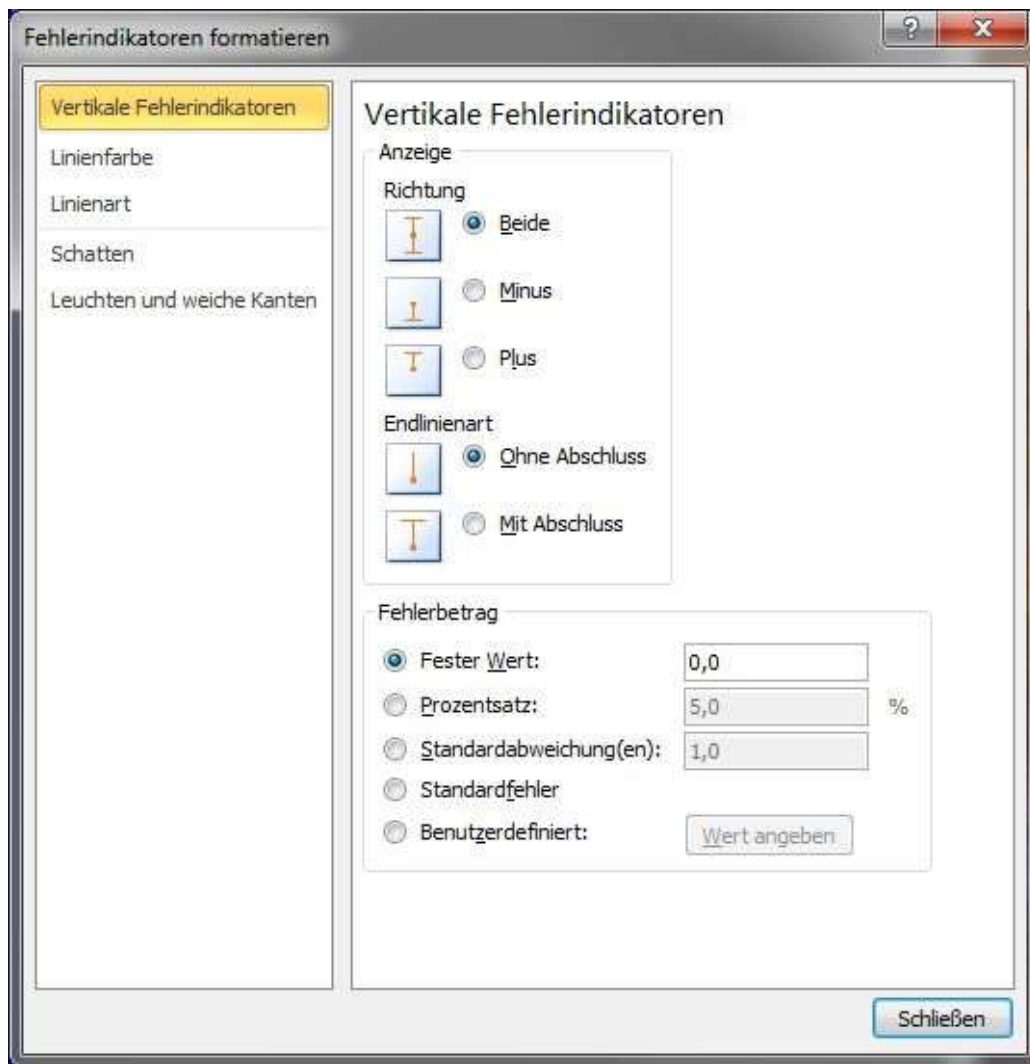 Fehlerindikatoren formatieren
Vertikale Fehlerindikatoren
Linienfarbe
Linienart
Schatten
Leuchten und weiche Kanten
Vertikale Fehlerindikatoren
Anzeige
Richtung
Beide
Minus
Plus
Endlinienart
Ohne Abschluss
Mit Abschluss
Fehlerbetrag
Fester Wert: 0,0
Prozentsatz: 5,0 %
Standardabweichung(en): 1,0
Standardfehler
Benutzerdefiniert: Wert angeben
Schließen